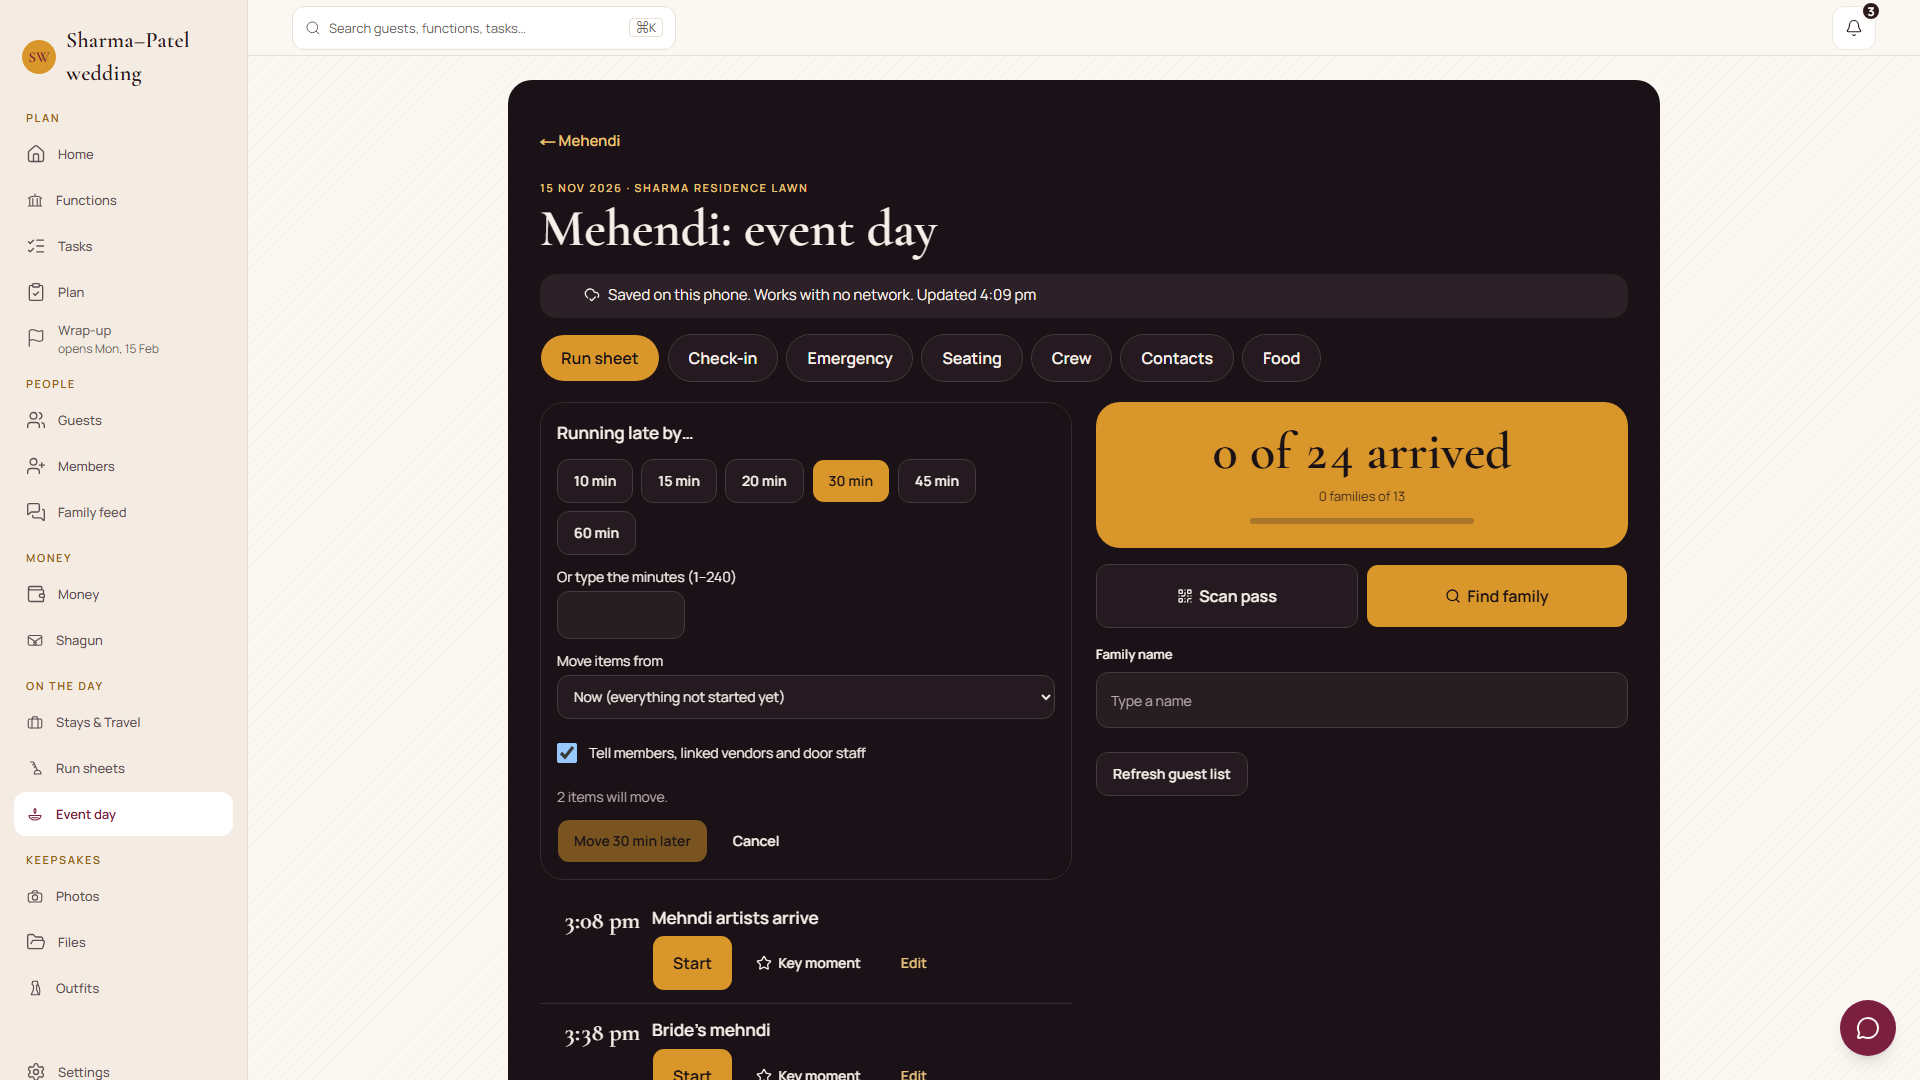 SW
Sharma–Patel
wedding
PLAN
Home
Functions
Tasks
Plan
Wrap-up
opens Mon, 15 Feb
PEOPLE
Guests
Members
Family feed
MONEY
Money
Shagun
ON THE DAY
Stays & Travel
Run sheets
Event day
KEEPSAKES
Photos
Files
Outfits
Settings
Search guests, functions, tasks...
⌘K
3
← Mehendi
15 NOV 2026 · SHARMA RESIDENCE LAWN
Mehendi: event day
Saved on this phone. Works with no network. Updated 4:09 pm
Run sheet
Check-in
Emergency
Seating
Crew
Contacts
Food
Running late by...
10 min
15 min
20 min
30 min
45 min
60 min
Or type the minutes (1–240)
Move items from
Now (everything not started yet)
Tell members, linked vendors and door staff
2 items will move.
Move 30 min later
Cancel
3:08 pm
Mehndi artists arrive
Start
Key moment
Edit
3:38 pm
Bride's mehndi
Start
Key moment
Edit
0 of 24 arrived
0 families of 13
Scan pass
Find family
Family name
Type a name
Refresh guest list